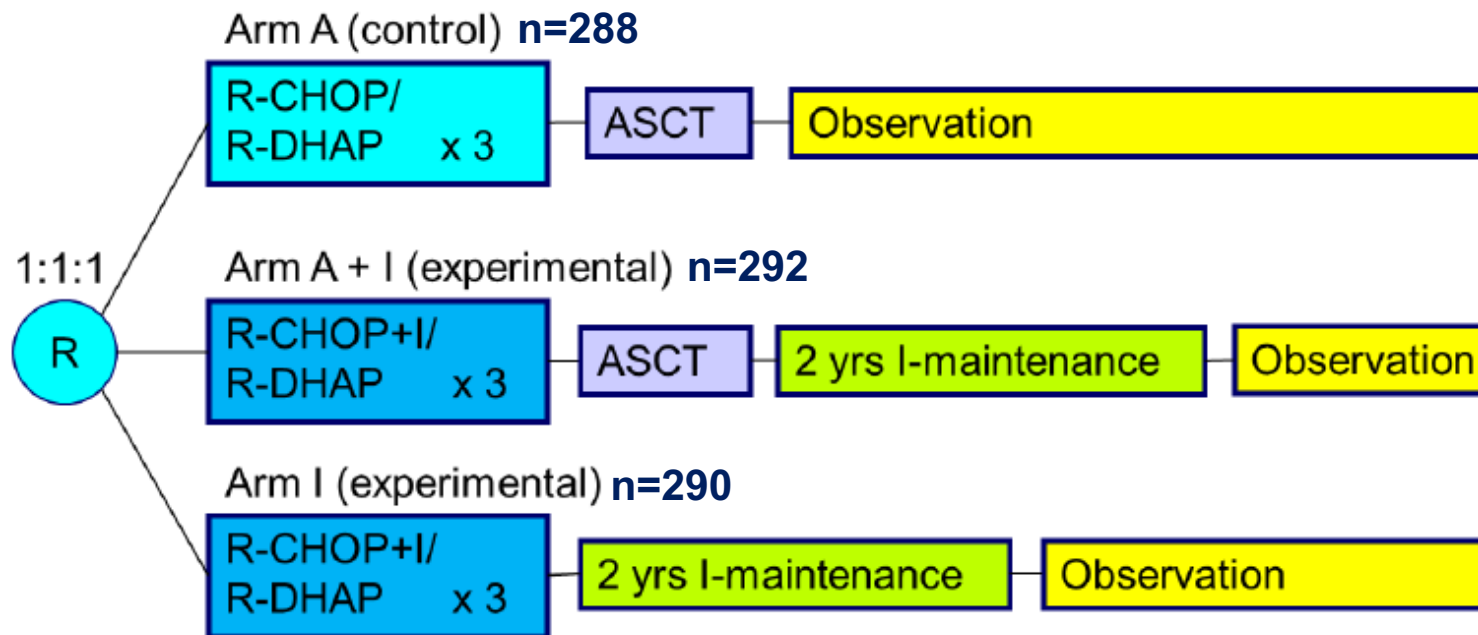 Arm A (control) n=288
R-CHOP/
R-DHAP x 3
ASCT
Observation
1:1:1
R
Arm A + I (experimental) n=292
R-CHOP+I/
R-DHAP x 3
ASCT
2 yrs I-maintenance
Observation
Arm I (experimental) n=290
R-CHOP+I/
R-DHAP x 3
2 yrs I-maintenance
Observation